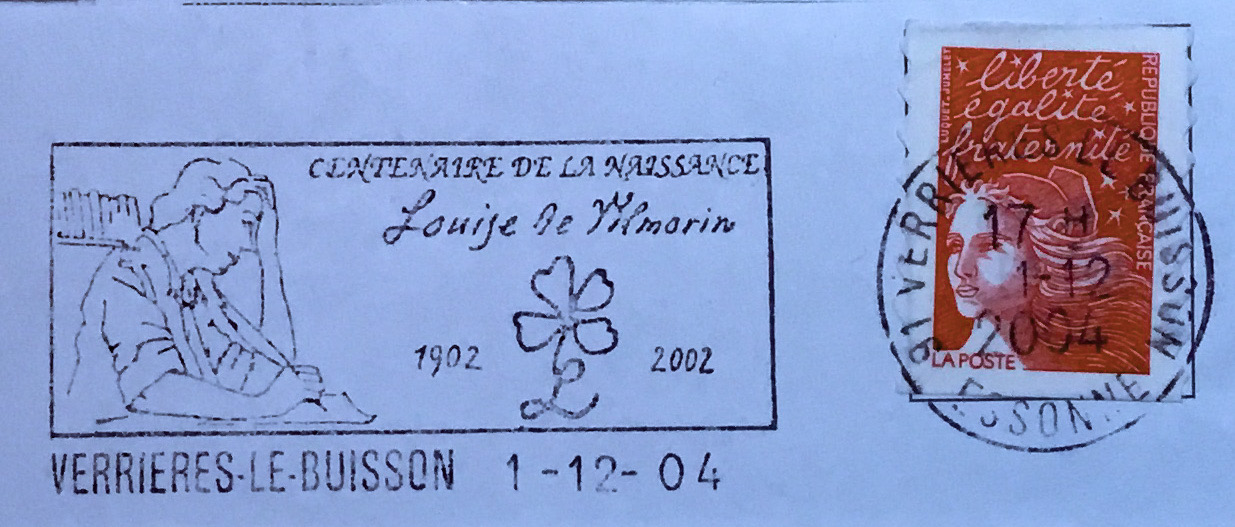 CENTENAIRE DE LA NAISSANCE
Louise de Vilmorin
1902 2002
L
VERRIERES-LE-BUISSON 1-12-04
liberté
égalité
fraternité
REPUBLIQUE FRANÇAISE
LUQUET-JUMELET
LA POSTE
91 VERRIERES LE BUISSON
17 H
1-12
2004
ESSONNE